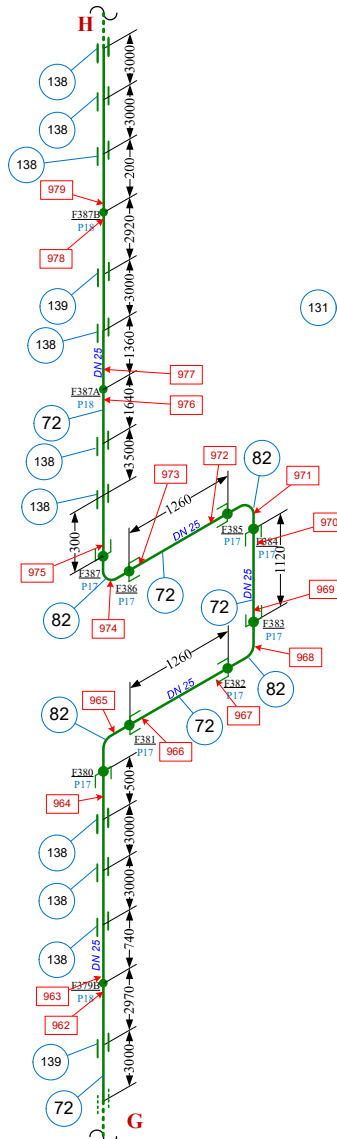 H
3000
138
3000
138
200
138
979
F387B
P18
978
2920
139
3000
131
138
1360
DN 25
977
F387A
P18
976
1640
72
138
3500
138
300
975
F387
P17
82
974
F386
P17
973
1260
972
DN 25
72
F385
P17
82
971
970
F384
P17
1120
DN 25
72
969
F383
P17
968
82
1260
DN 25
F382
P17
967
72
82
965
F381
P17
966
F380
P17
964
500
138
3000
138
3000
138
740
DN 25
963
F379B
P18
962
2970
139
3000
72
G